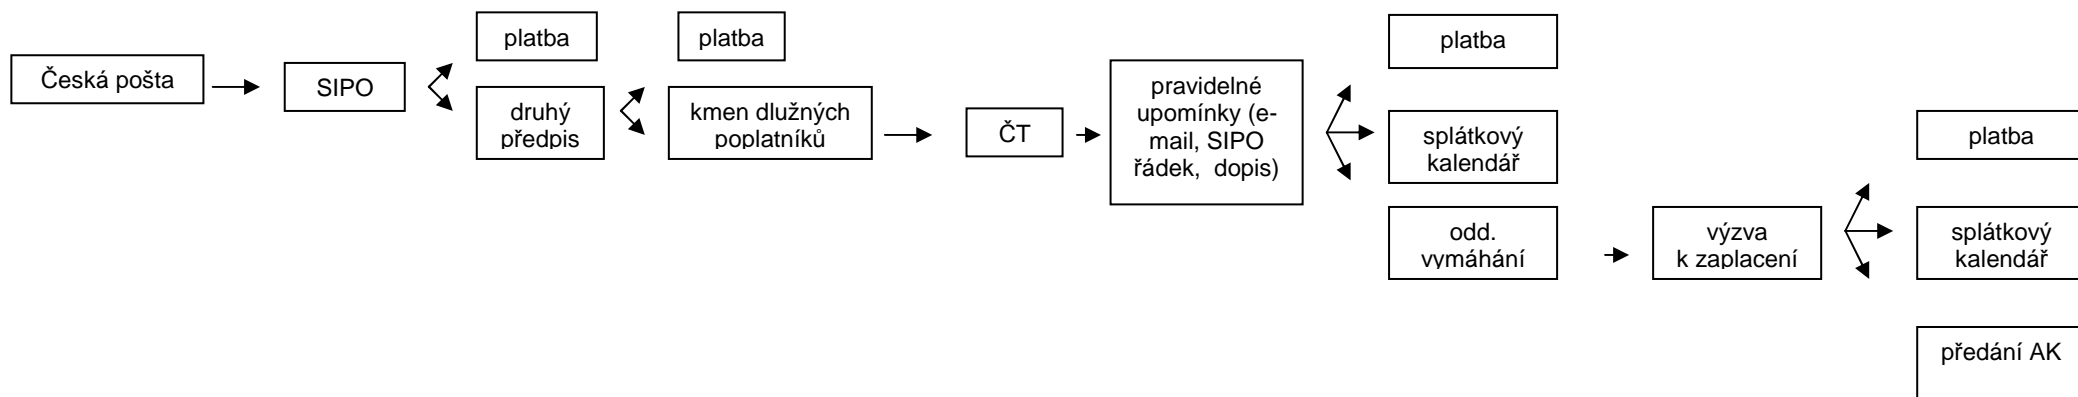 Česká pošta
SIPO
platba
druhý
předpis
platba
kmen dlužných
poplatníků
ČT
pravidelné
upomínky (e-
mail, SIPO
řádek, dopis)
platba
splátkový
kalendář
odd.
vymáhání
výzva
k zaplacení
platba
splátkový
kalendář
předání AK